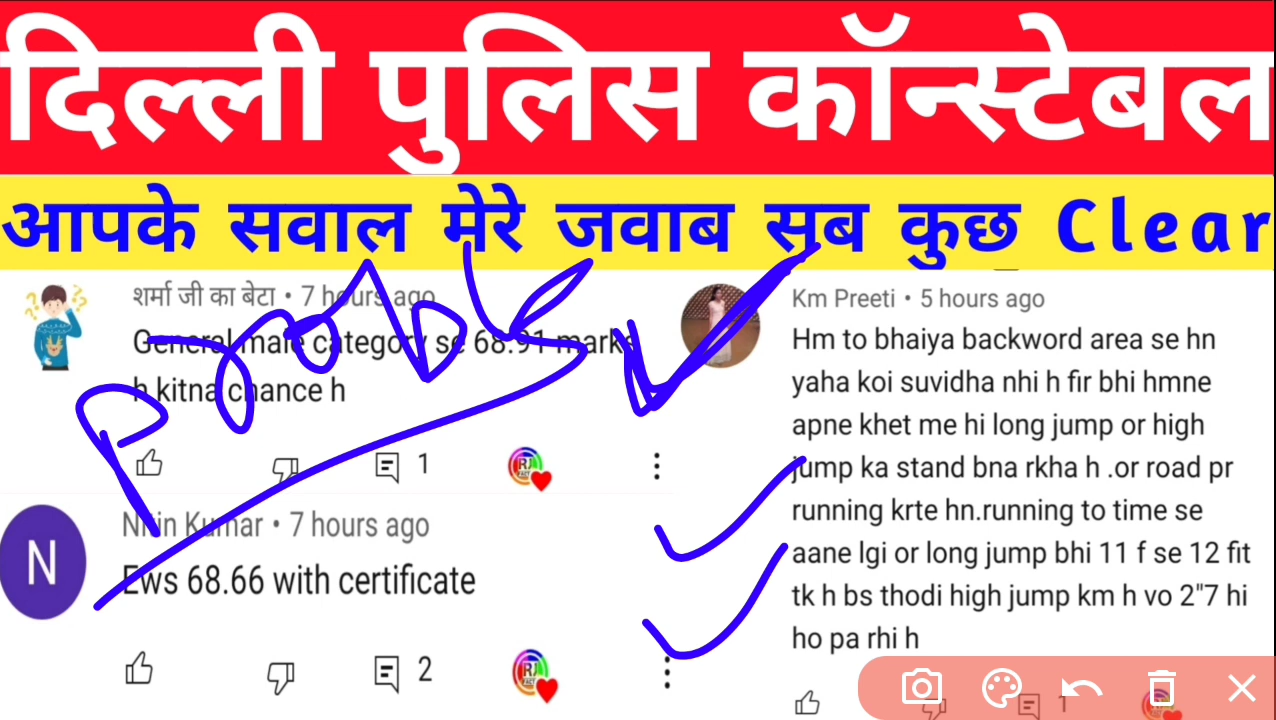 दिल्ली पुलिस कॉन्स्टेबल
आपके सवाल मेरे जवाब सब कुछ Clear
शर्मा जी का बेटा • 7 hours ago
General male category se 68.91 marks
h kitna chance h
1
Nitin Kumar • 7 hours ago
N
Ews 68.66 with certificate
2
Km Preeti • 5 hours ago
Hm to bhaiya backword area se hn
yaha koi suvidha nhi h fir bhi hmne
apne khet me hi long jump or high
jump ka stand bna rkha h .or road pr
running krte hn.running to time se
aane lgi or long jump bhi 11 f se 12 fit
tk h bs thodi high jump km h vo 2"7 hi
ho pa rhi h
1